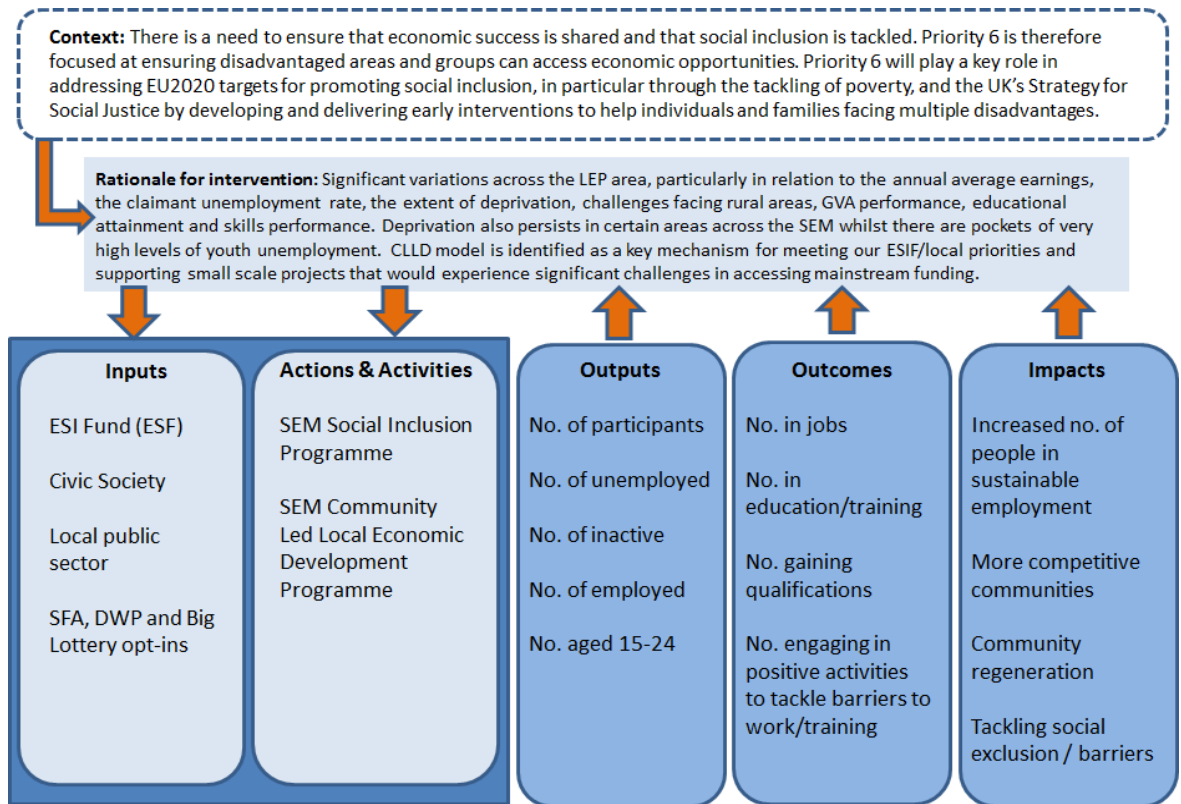 Context: There is a need to ensure that economic success is shared and that social inclusion is tackled. Priority 6 is therefore
focused at ensuring disadvantaged areas and groups can access economic opportunities. Priority 6 will play a key role in
addressing EU2020 targets for promoting social inclusion, in particular through the tackling of poverty, and the UK's Strategy for
Social Justice by developing and delivering early interventions to help individuals and families facing multiple disadvantages.
Rationale for intervention: Significant variations across the LEP area, particularly in relation to the annual average earnings,
the claimant unemployment rate, the extent of deprivation, challenges facing rural areas, GVA performance, educational
attainment and skills performance. Deprivation also persists in certain areas across the SEM whilst there are pockets of very
high levels of youth unemployment. CLLD model is identified as a key mechanism for meeting our ESIF/local priorities and
supporting small scale projects that would experience significant challenges in accessing mainstream funding.
Inputs
ESI Fund (ESF)
Civic Society
Local public
sector
SFA, DWP and Big
Lottery opt-ins
Actions & Activities
SEM Social Inclusion
Programme
SEM Community
Led Local Economic
Development
Programme
Outputs
No. of participants
No. of unemployed
No. of inactive
No. of employed
No. aged 15-24
Outcomes
No. in jobs
No. in
education/training
No. gaining
qualifications
No. engaging in
positive activities
to tackle barriers to
work/training
Impacts
Increased no. of
people in
sustainable
employment
More competitive
communities
Community
regeneration
Tackling social
exclusion / barriers